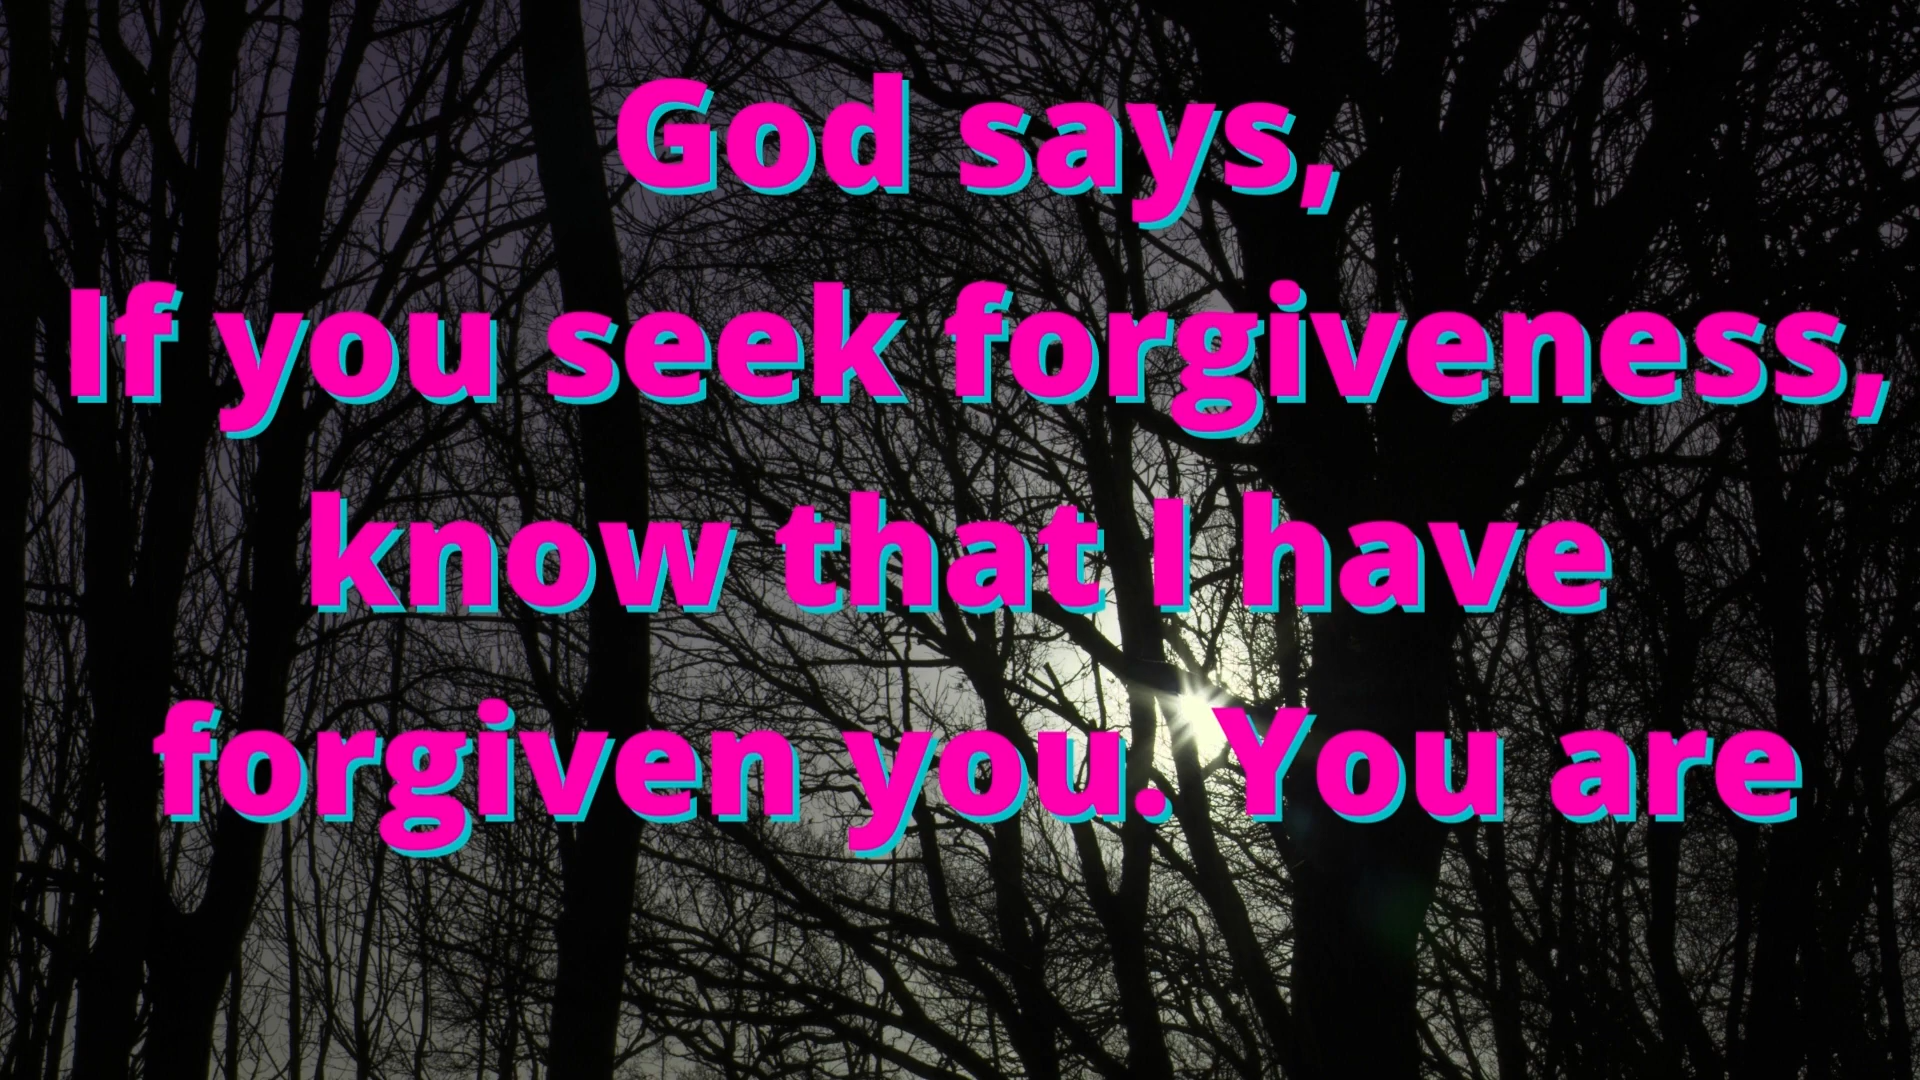 God says,
If you seek forgiveness,
know that I have
forgiven you. You are